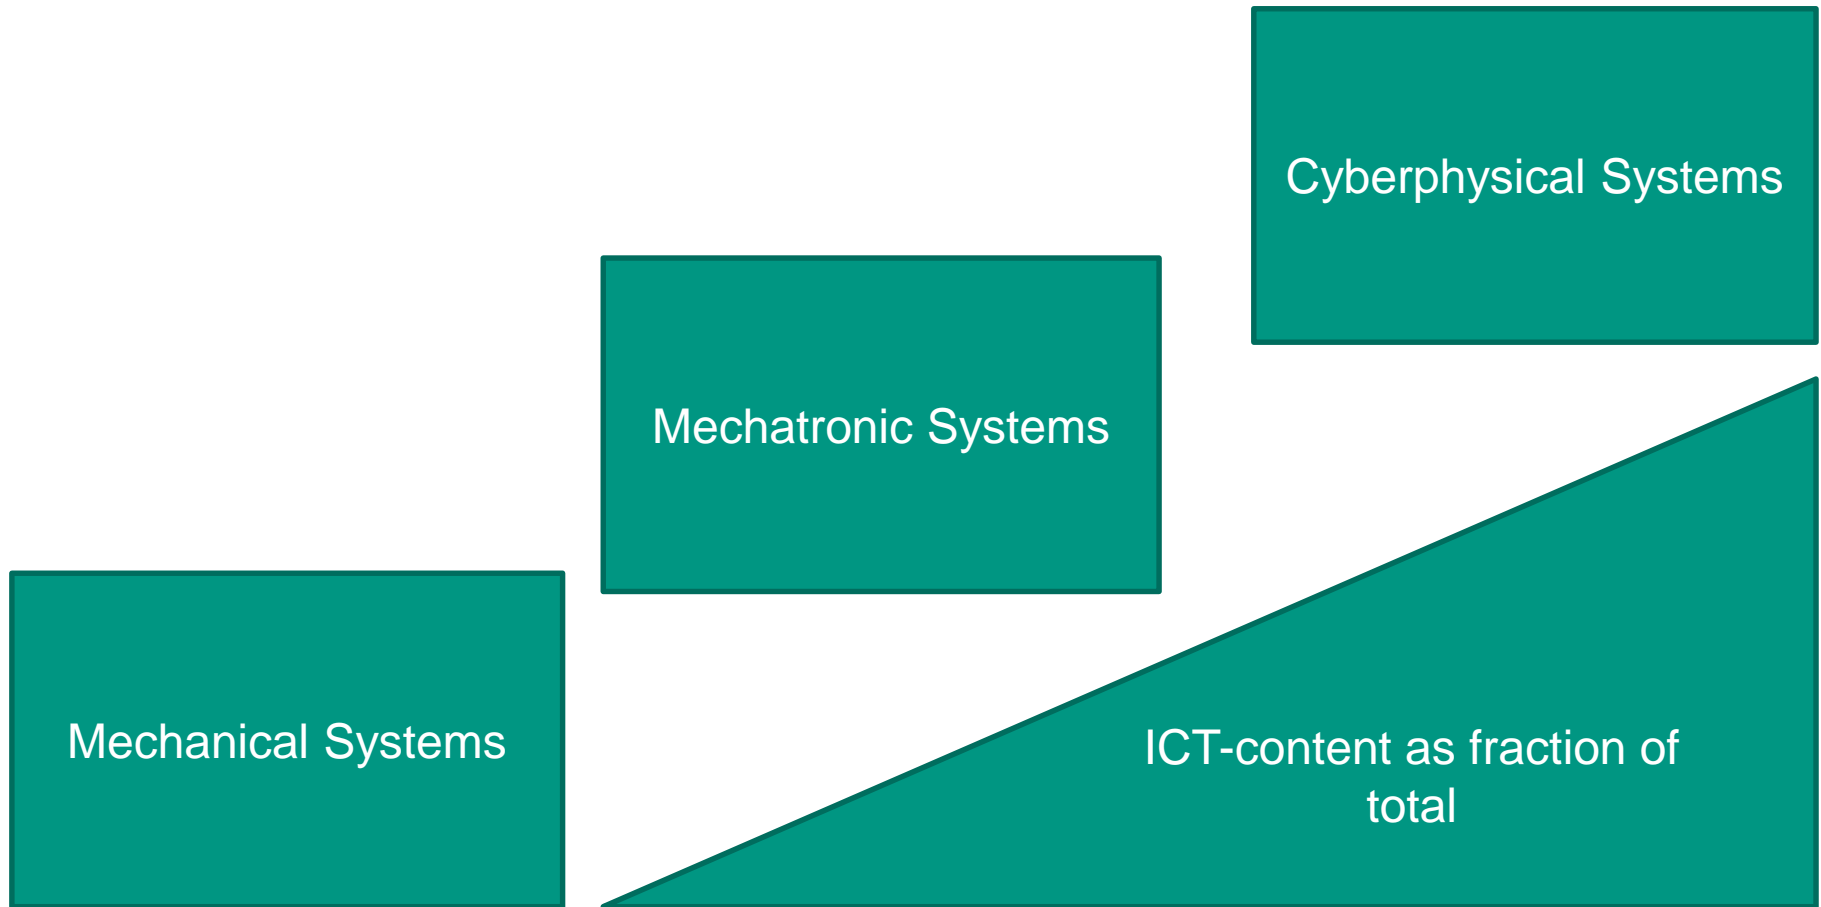 Cyberphysical Systems
Mechatronic Systems
Mechanical Systems
ICT-content as fraction of
total